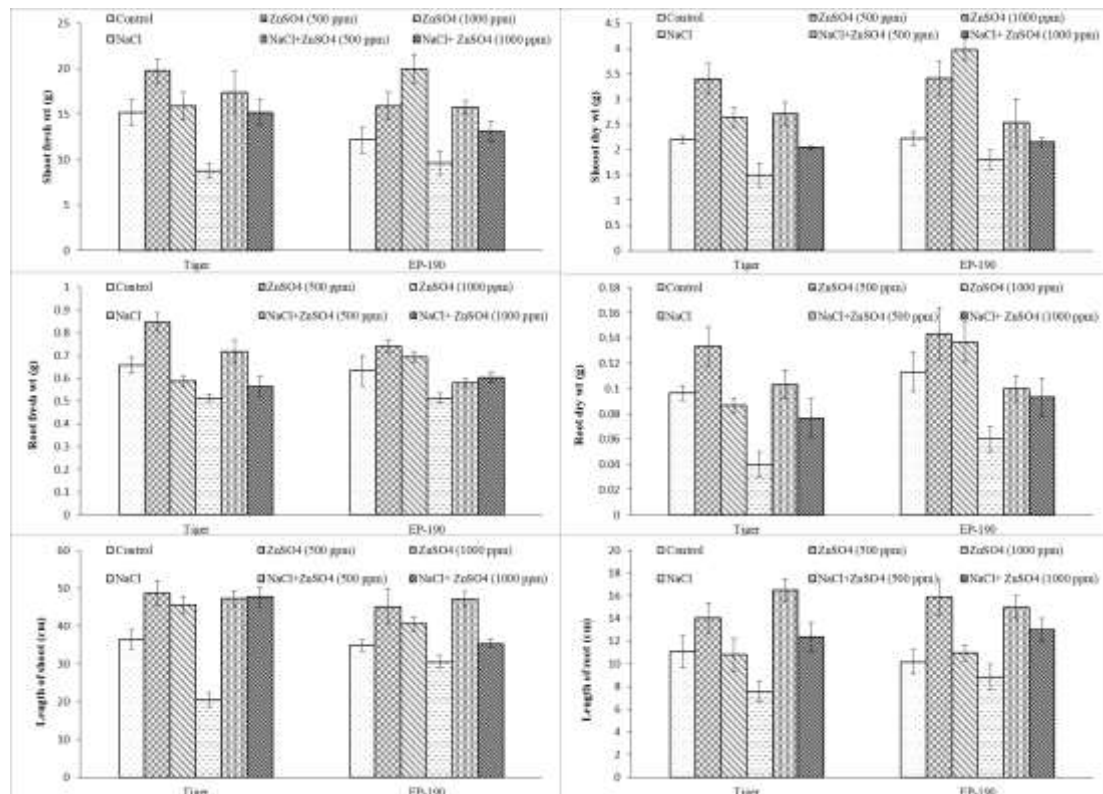 Control ZnSO4 (500 ppm) ZnSO4 (1000 ppm)
NaCl NaCl+ZnSO4 (500 ppm) NaCl+ ZnSO4 (1000 ppm)
Shoot fresh wt (g)
25
20
15
10
5
0
Tiger EP-190
Control ZnSO4 (500 ppm) ZnSO4 (1000 ppm)
NaCl NaCl+ZnSO4 (500 ppm) NaCl+ ZnSO4 (1000 ppm)
Shoot dry wt (g)
4.5
4
3.5
3
2.5
2
1.5
1
0.5
0
Tiger EP-190
Control ZnSO4 (500 ppm) ZnSO4 (1000 ppm)
NaCl NaCl+ZnSO4 (500 ppm) NaCl+ ZnSO4 (1000 ppm)
Root fresh wt (g)
1
0.9
0.8
0.7
0.6
0.5
0.4
0.3
0.2
0.1
0
Tiger EP-190
Control ZnSO4 (500 ppm) ZnSO4 (1000 ppm)
NaCl NaCl+ZnSO4 (500 ppm) NaCl+ ZnSO4 (1000 ppm)
Root dry wt (g)
0.18
0.16
0.14
0.12
0.1
0.08
0.06
0.04
0.02
0
Tiger EP-190
Control ZnSO4 (500 ppm) ZnSO4 (1000 ppm)
NaCl NaCl+ZnSO4 (500 ppm) NaCl+ ZnSO4 (1000 ppm)
Length of shoot (cm)
60
50
40
30
20
10
0
Tiger EP-190
Control ZnSO4 (500 ppm) ZnSO4 (1000 ppm)
NaCl NaCl+ZnSO4 (500 ppm) NaCl+ ZnSO4 (1000 ppm)
Length of root (cm)
20
18
16
14
12
10
8
6
4
2
0
Tiger EP-190